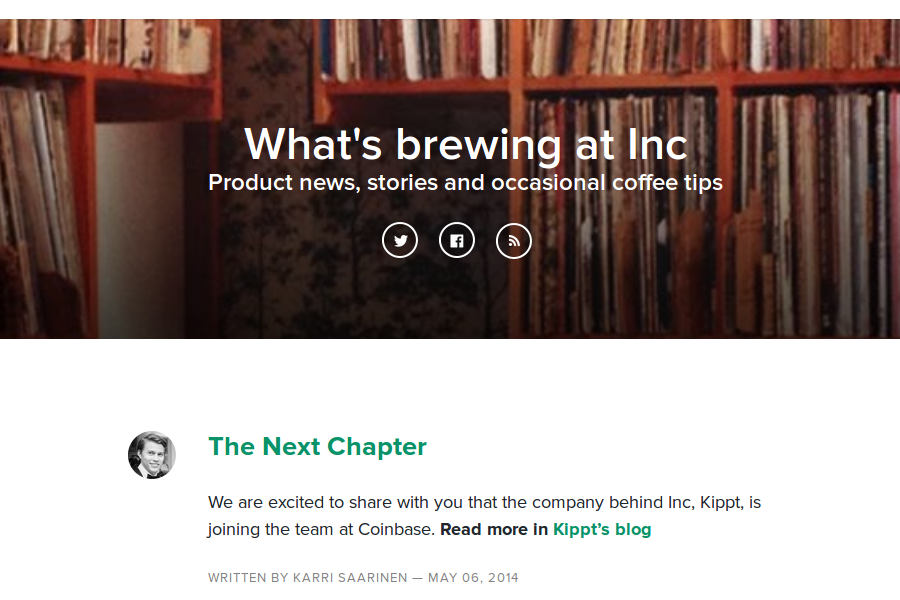 What's brewing at Inc
Product news, stories and occasional coffee tips
The Next Chapter
We are excited to share with you that the company behind Inc, Kippt, is
joining the team at Coinbase. Read more in Kippt’s blog
WRITTEN BY KARRI SAARINEN — MAY 06, 2014